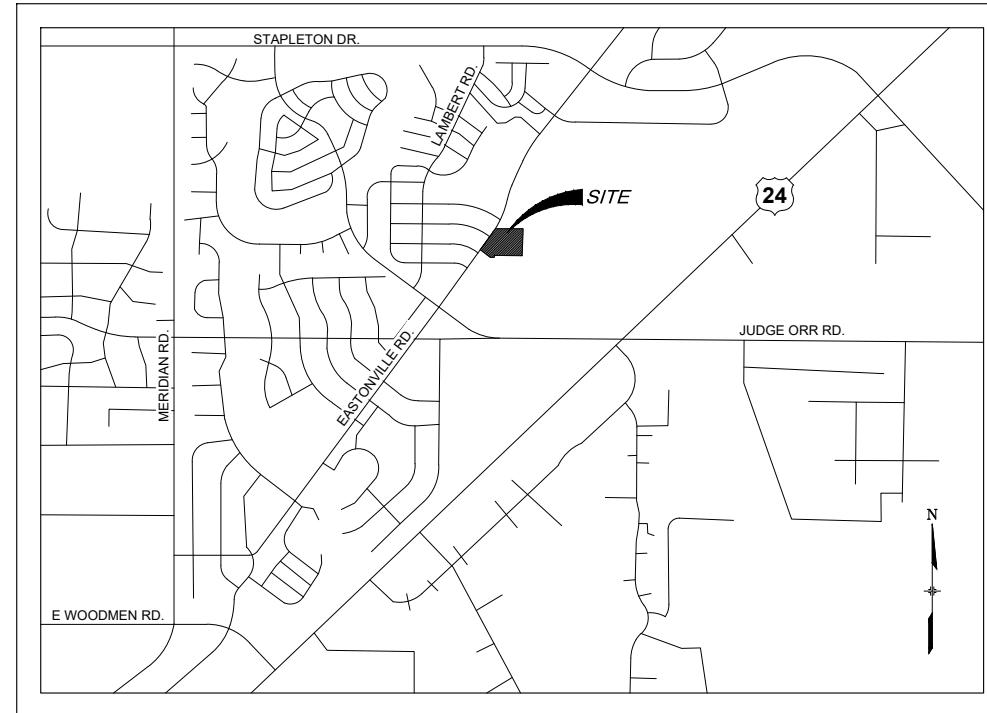 STAPLETON DR.
LAMBERT RD.
SITE
24
JUDGE ORR RD.
MERIDIAN RD.
EASTONVILLE RD.
N
E WOODMEN RD.